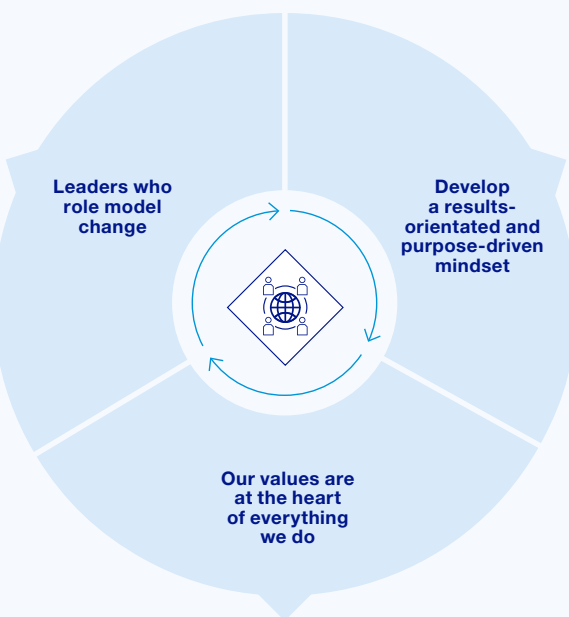 Leaders who
role model
change
Develop
a results-
orientated and
purpose-driven
mindset
Our values are
at the heart
of everything
we do